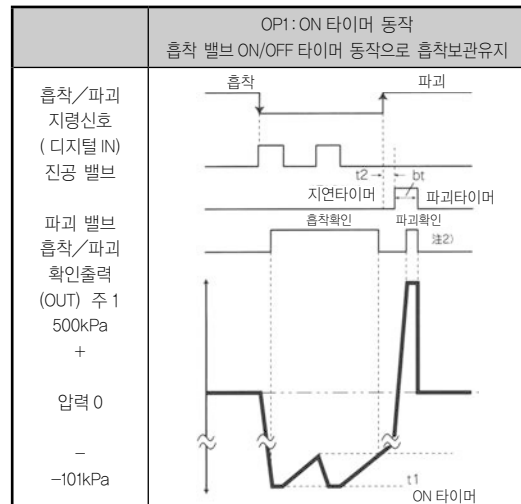 OP1:ON 타이머 동작
흡착 밸브 ON/OFF 타이머 동작으로 흡착보관유지
흡착／파괴
지령신호
( 디지털 IN)
진공 밸브
파괴 밸브
흡착／파괴
확인출력
(OUT) 주 1
500kPa
+
압력 0
−
−101kPa
흡착
파괴
t2
bt
지연타이머
파괴타이머
흡착확인
파괴확인
注2)
t1
ON 타이머